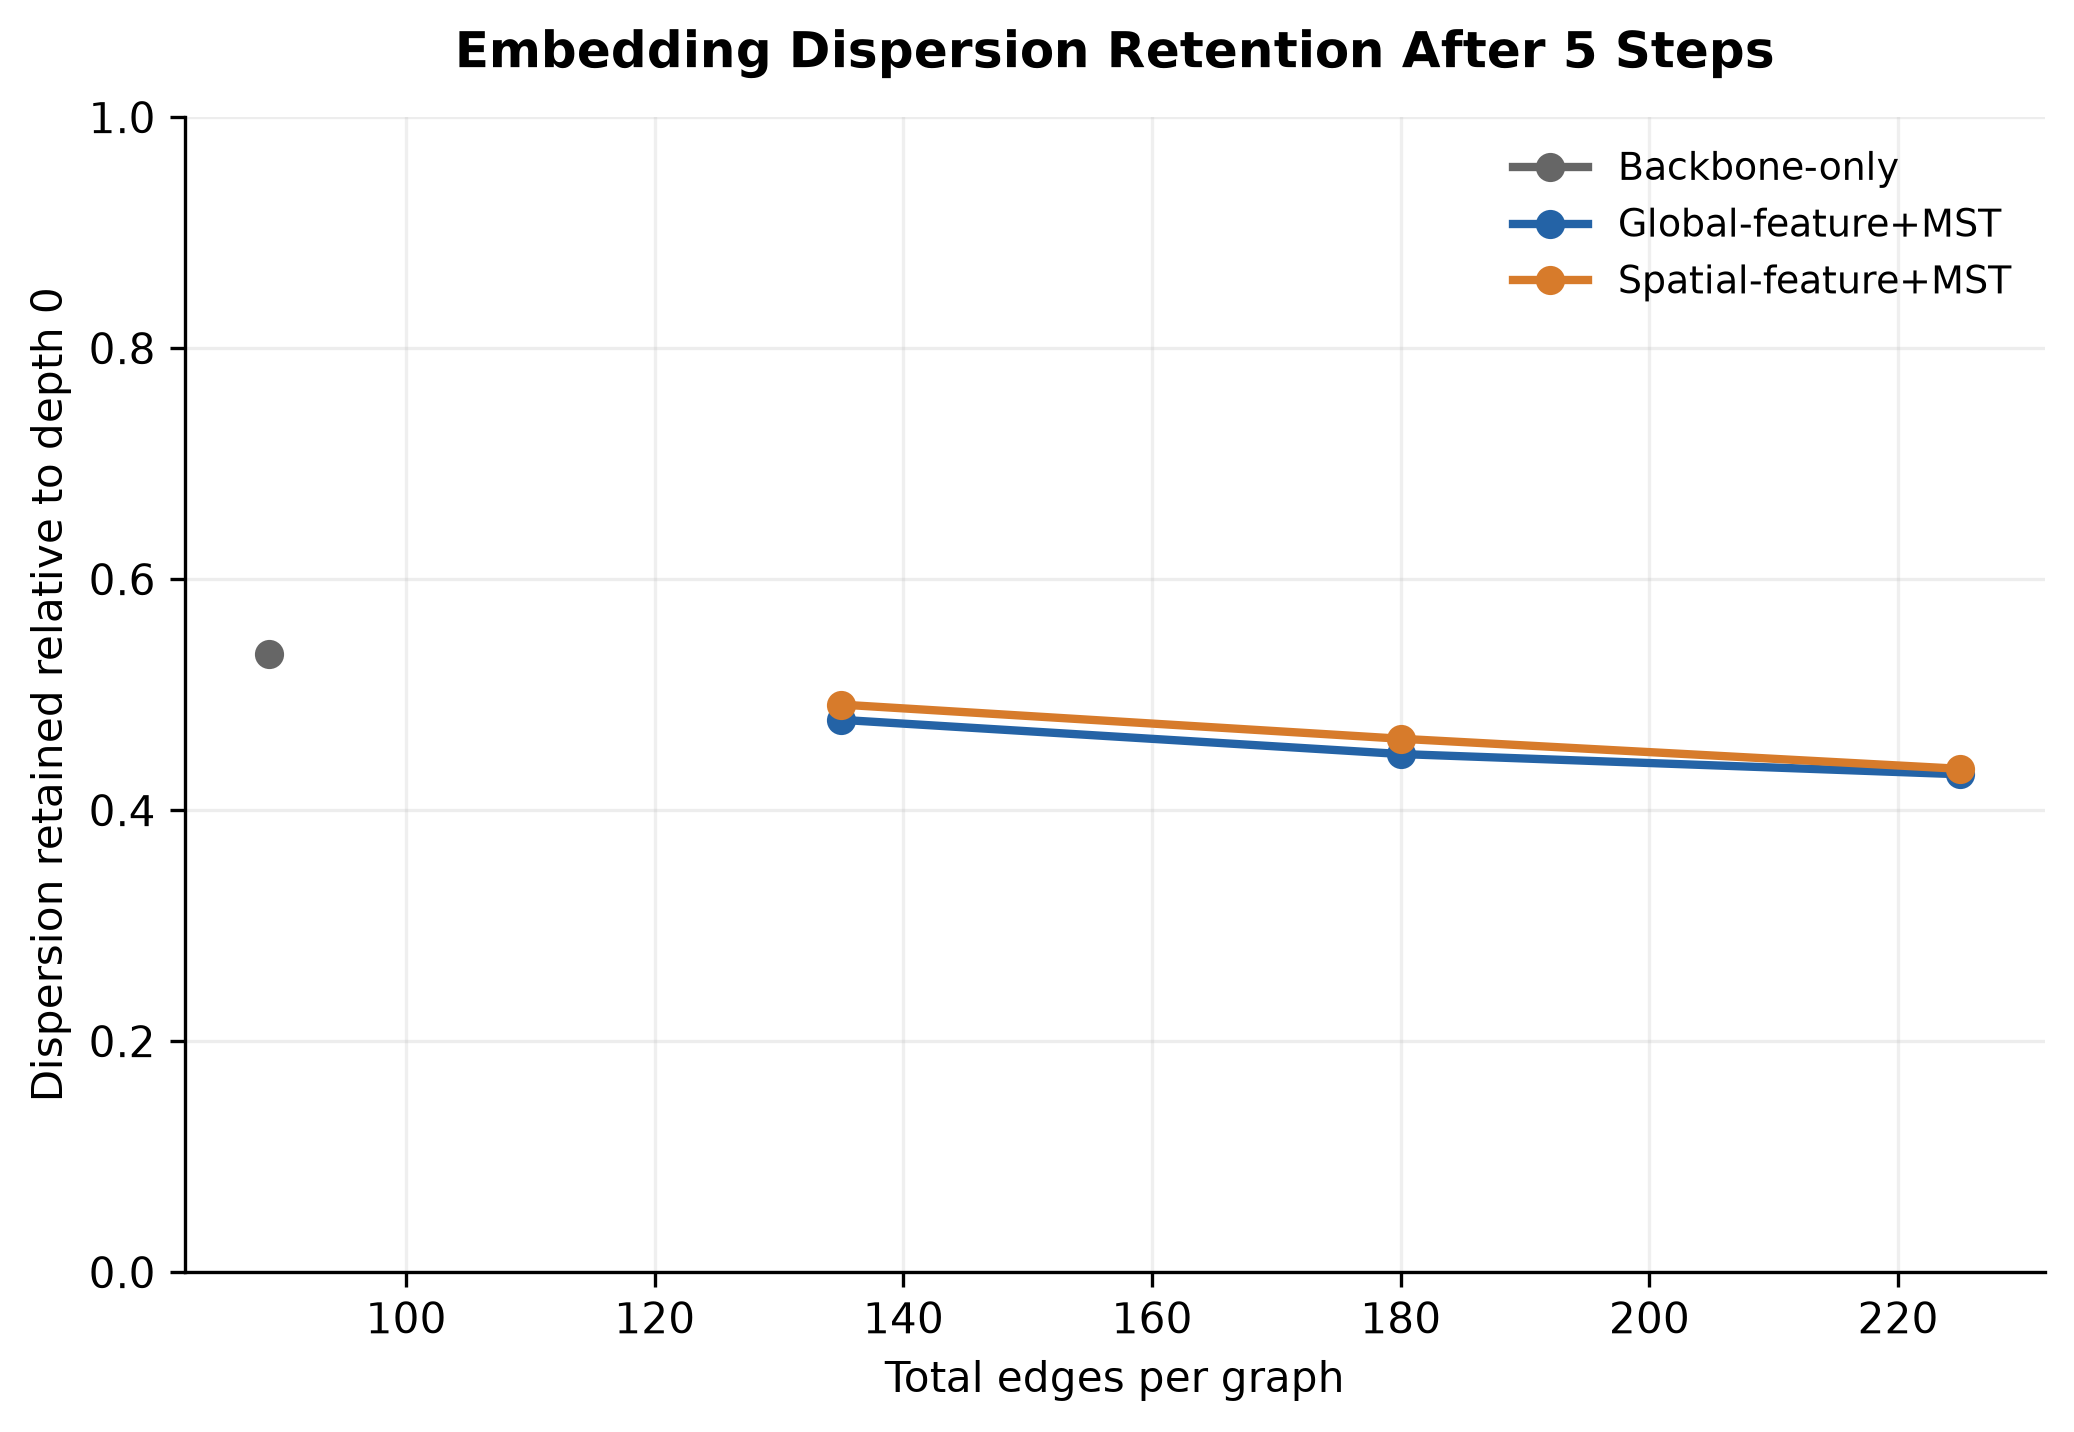 Embedding Dispersion Retention After 5 Steps
Dispersion retained relative to depth 0
1.0
0.8
0.6
0.4
0.2
0.0
Backbone-only
Global-feature+MST
Spatial-feature+MST
100 120 140 160 180 200 220
Total edges per graph